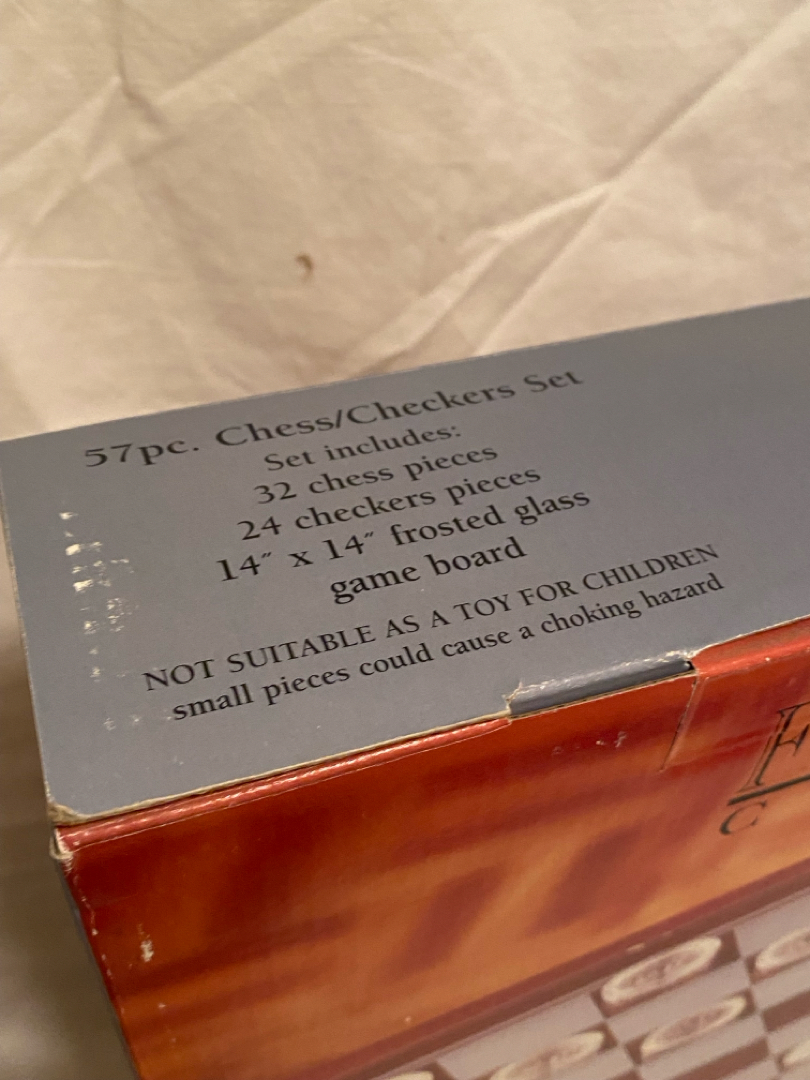 57pc. Chess/Checkers Set
Set includes:
32 chess pieces
24 checkers pieces
14″ x 14″ frosted glass
game board
NOT SUITABLE AS A TOY FOR CHILDREN
small pieces could cause a choking hazard